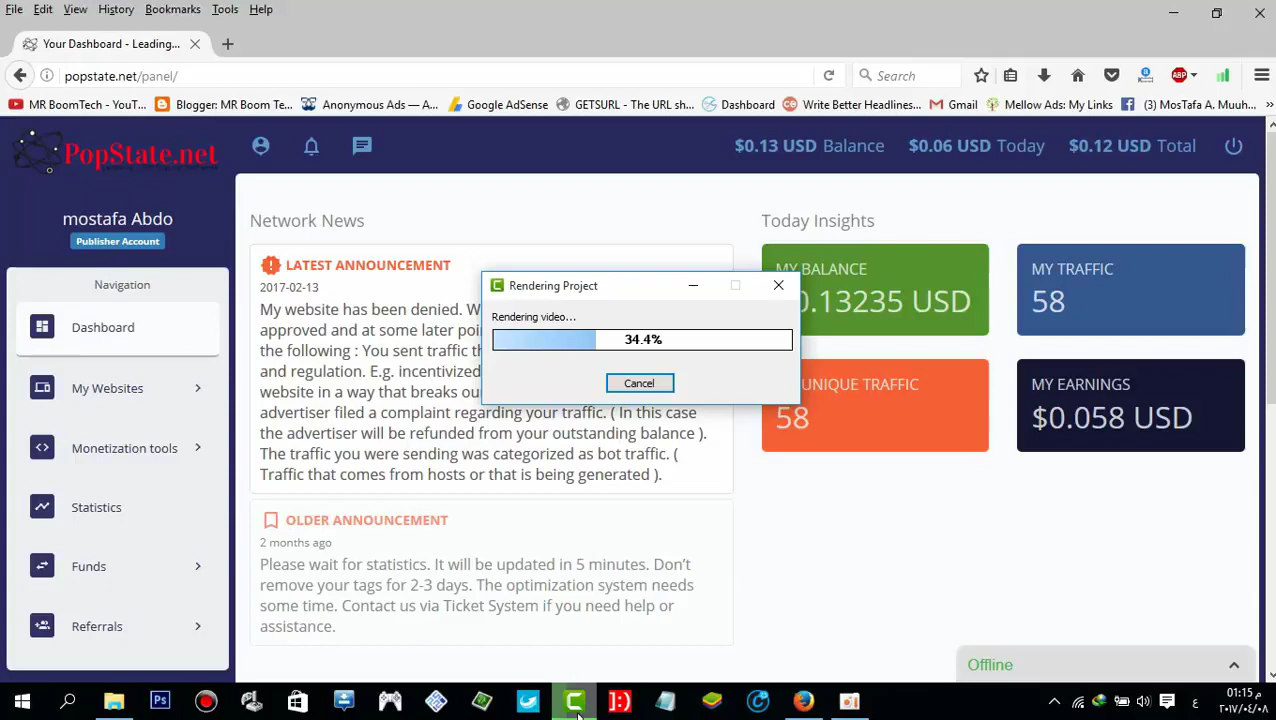 File Edit View History Bookmarks Tools Help
Your Dashboard - Leading...
popstate.net/panel/
Search
ABP
MR BoomTech - YouT...
Blogger: MR Boom Te...
Anonymous Ads — A...
Google AdSense
GETSURL - The URL sh...
Dashboard
Write Better Headlines...
Gmail
Mellow Ads: My Links
(3) MosTafa A. Muuh...
PopState.net
$0.13 USD Balance
$0.06 USD Today
$0.12 USD Total
mostafa Abdo
Publisher Account
Navigation
Dashboard
My Websites
Monetization tools
Statistics
Funds
Referrals
Network News
LATEST ANNOUNCEMENT
2017-02-13
My website has been denied. W
approved and at some later poi
the following : You sent traffic th
and regulation. E.g. incentivized
website in a way that breaks ou
advertiser filed a complaint regarding your traffic. ( In this case
the advertiser will be refunded from your outstanding balance ).
The traffic you were sending was categorized as bot traffic. (
Traffic that comes from hosts or that is being generated ).
OLDER ANNOUNCEMENT
2 months ago
Please wait for statistics. It will be updated in 5 minutes. Don't
remove your tags for 2-3 days. The optimization system needs
some time. Contact us via Ticket System if you need help or
assistance.
Rendering Project
Rendering video...
34.4%
Cancel
Today Insights
MY BALANCE
0.13235 USD
MY TRAFFIC
58
UNIQUE TRAFFIC
58
MY EARNINGS
$0.058 USD
Offline
Ps
ع
01:15 م
٢٠١٧/٠٤/٠٨